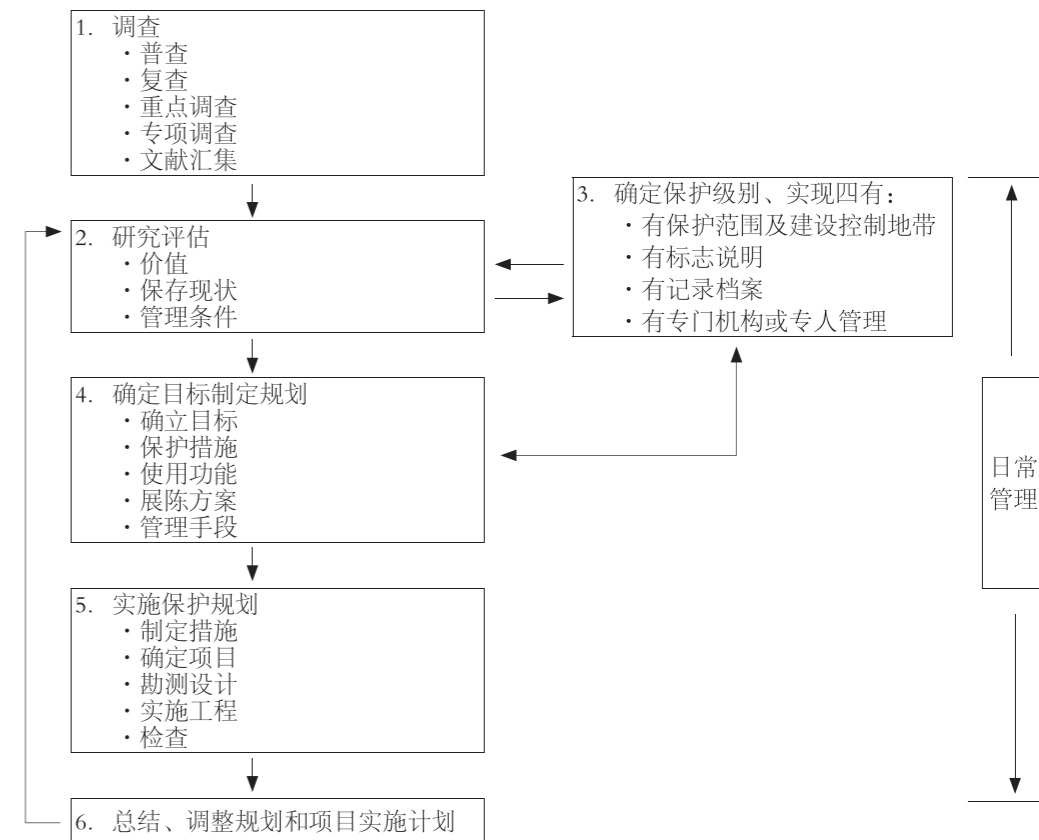 1. 调查
·普查
·复查
·重点调查
·专项调查
·文献汇集
2. 研究评估
·价值
·保存现状
·管理条件
3. 确定保护级别、实现四有：
·有保护范围及建设控制地带
·有标志说明
·有记录档案
·有专门机构或专人管理
4. 确定目标制定规划
·确立目标
·保护措施
·使用功能
·展陈方案
·管理手段
5. 实施保护规划
·制定措施
·确定项目
·勘测设计
·实施工程
·检查
6. 总结、调整规划和项目实施计划
日常
管理